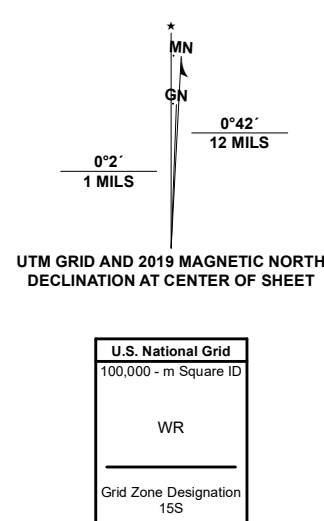 MN
GN
0°42´
12 MILS
0°2´
1 MILS
UTM GRID AND 2019 MAGNETIC NORTH
DECLINATION AT CENTER OF SHEET
U.S. National Grid
100,000 - m Square ID
WR
Grid Zone Designation
15S